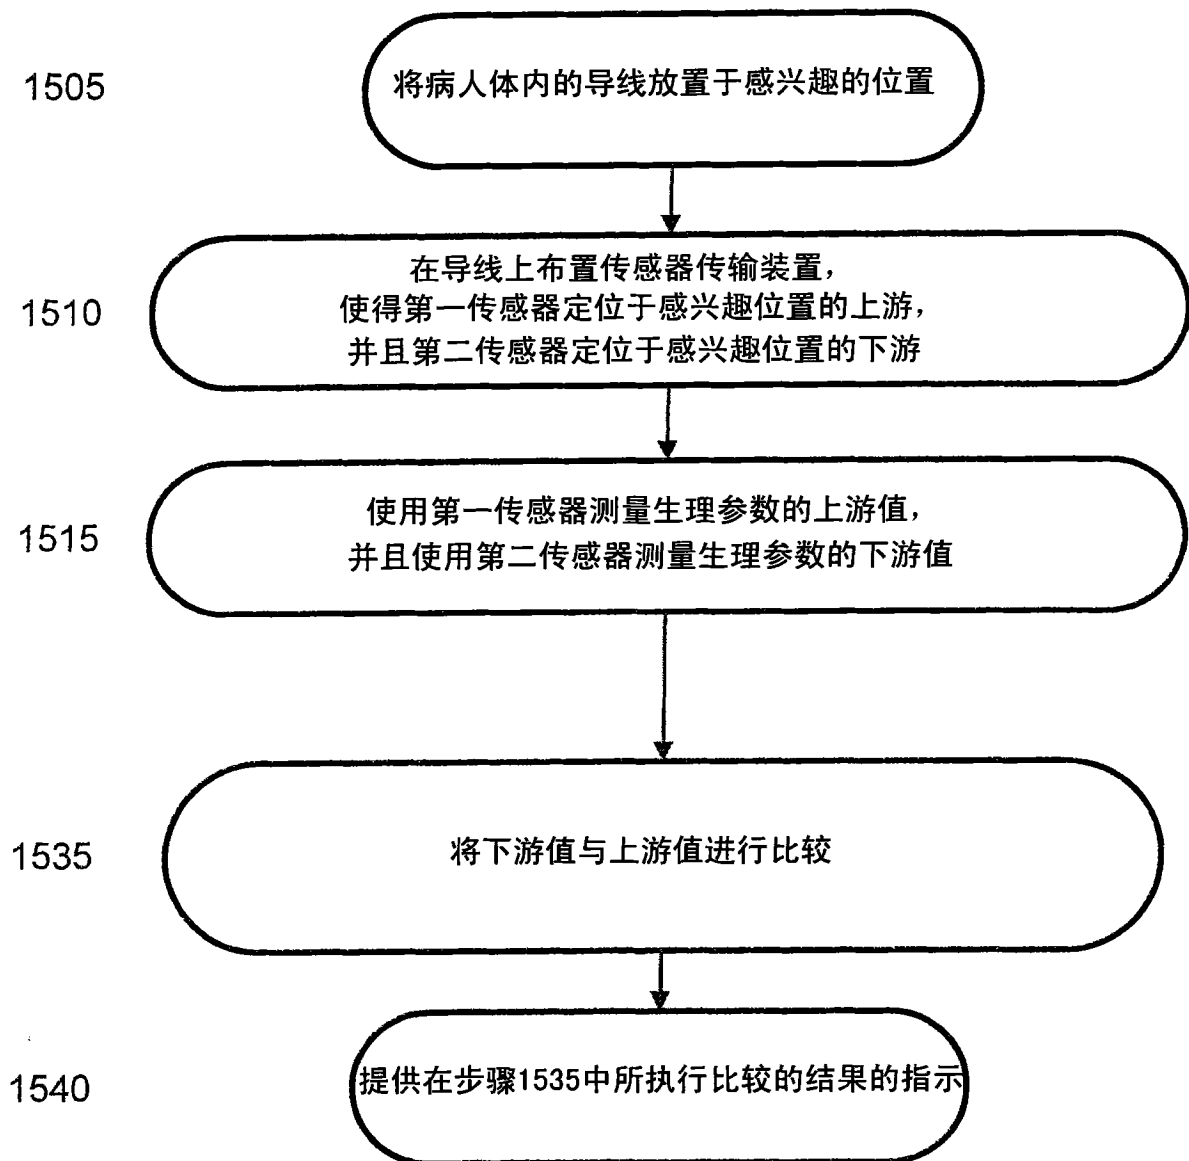 1505
将病人体内的导线放置于感兴趣的位置
1510
在导线上布置传感器传输装置，
使得第一传感器定位于感兴趣位置的上游，
并且第二传感器定位于感兴趣位置的下游
1515
使用第一传感器测量生理参数的上游值，
并且使用第二传感器测量生理参数的下游值
1535
将下游值与上游值进行比较
1540
提供在步骤1535中所执行比较的结果的指示